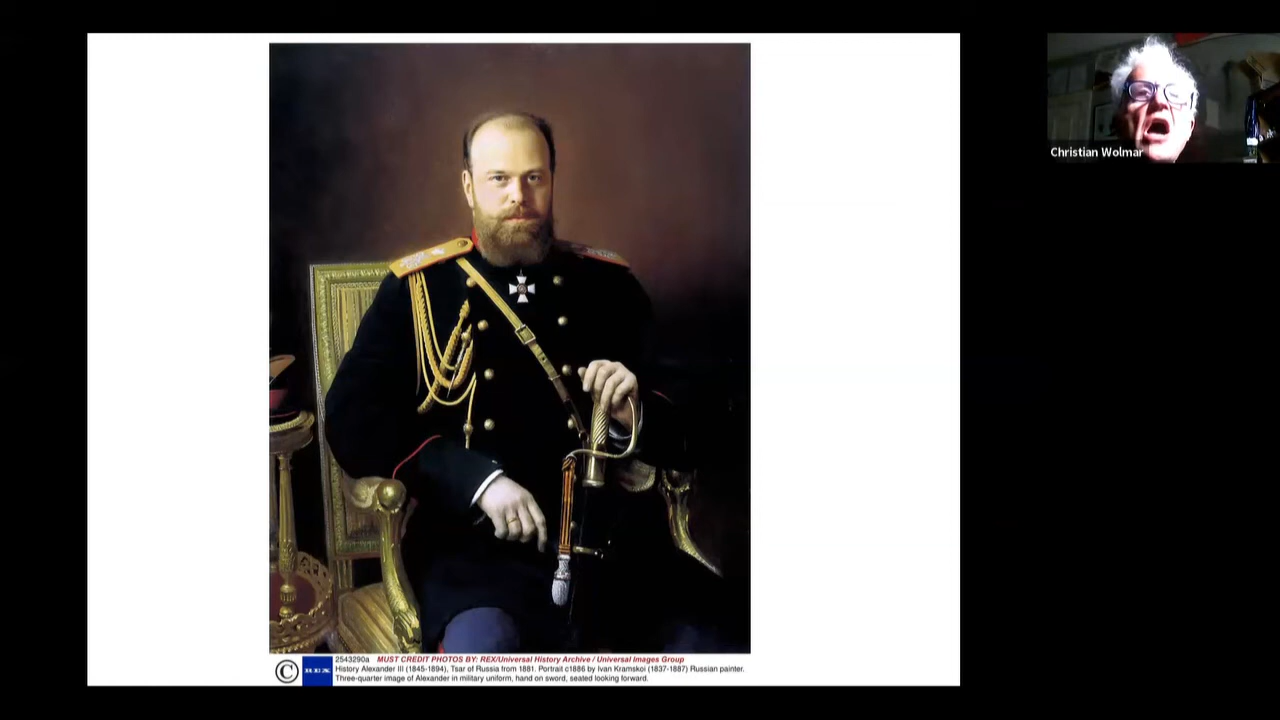 Christian Wolmar
©
REX
2543290a MUST CREDIT PHOTOS BY: REX/Universal History Archive / Universal Images Group
History Alexander III (1845-1894), Tsar of Russia from 1881. Portrait c1886 by Ivan Kramskoi (1837-1887) Russian painter.
Three-quarter image of Alexander in military uniform, hand on sword, seated looking forward.